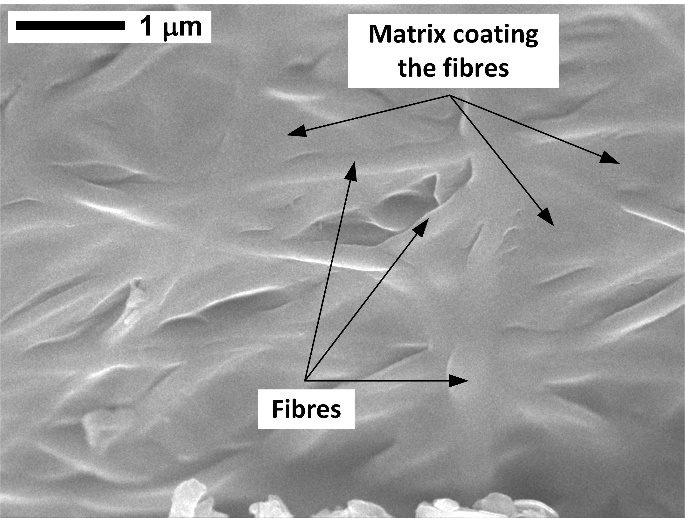 1 μm
Matrix coating
the fibres
Fibres